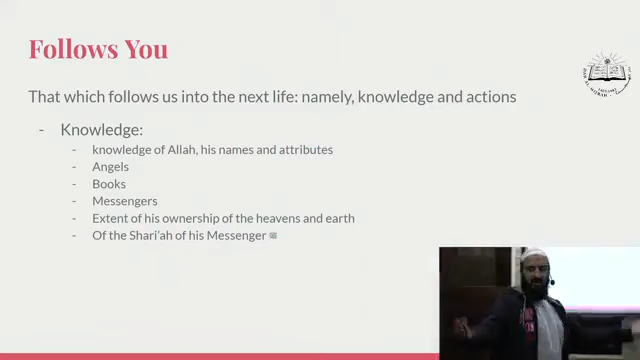 Follows You
That which follows us into the next life: namely, knowledge and actions
- Knowledge:
- knowledge of Allah, his names and attributes
- Angels
- Books
- Messengers
- Extent of his ownership of the heavens and earth
- Of the Shari'ah of his Messenger ﷺ